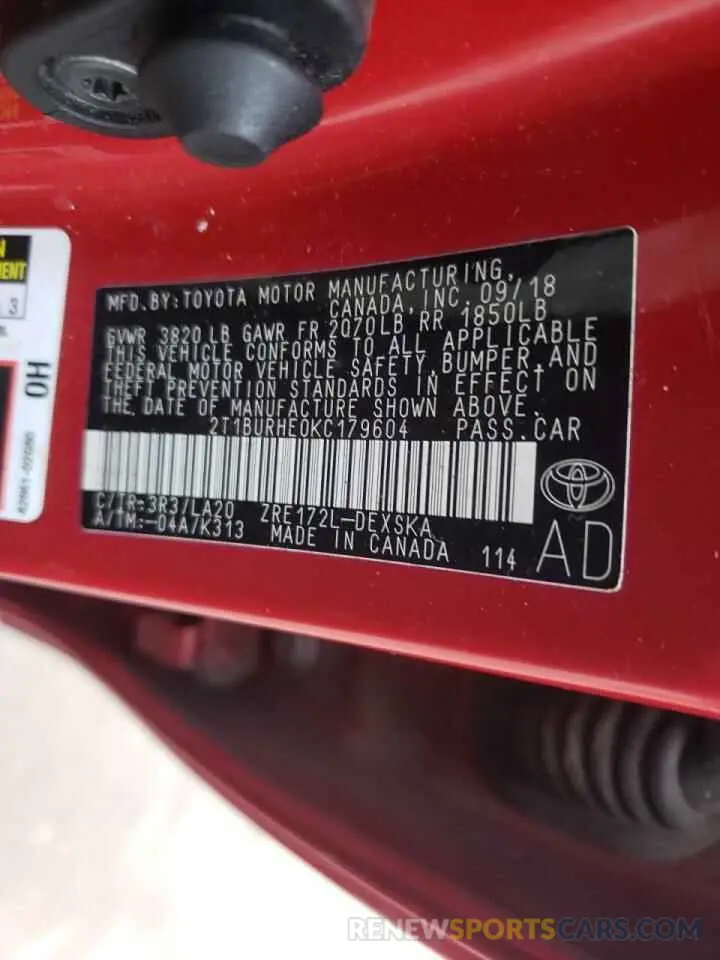 MFD.BY:TOYOTA MOTOR MANUFACTURING,
CANADA, INC. 09/18
GVWR 3820 LB GAWR FR 2070LB RR 1850LB
THIS VEHICLE CONFORMS TO ALL APPLICABLE
FEDERAL MOTOR VEHICLE SAFETY, BUMPER, AND
THEFT PREVENTION STANDARDS IN EFFECT ON
THE DATE OF MANUFACTURE SHOWN ABOVE.
2T1BURHE0KC179604 PASS.CAR
C/TR:3R3/LA20 ZRE172L-DEXSKA
A/TM:-04A/K313 MADE IN CANADA 114 AD
N
MENT
3
HO
RENEWSPORTSCARS.COM